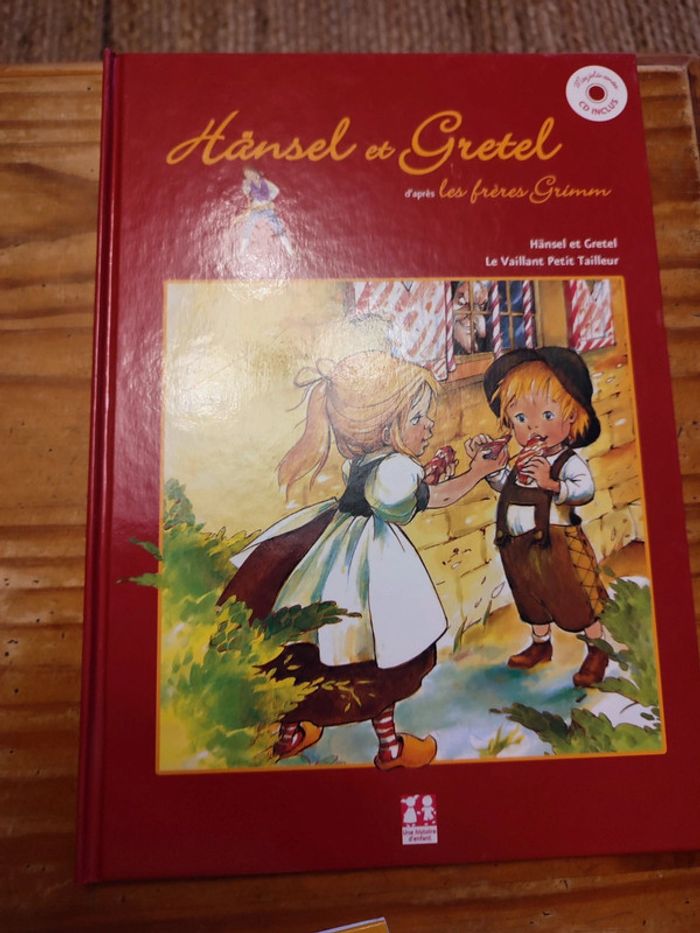 CD INCLUS
Hänsel et Gretel
d'après les frères Grimm
Hänsel et Gretel
Le Vaillant Petit Tailleur
Une histoire
d'enfant